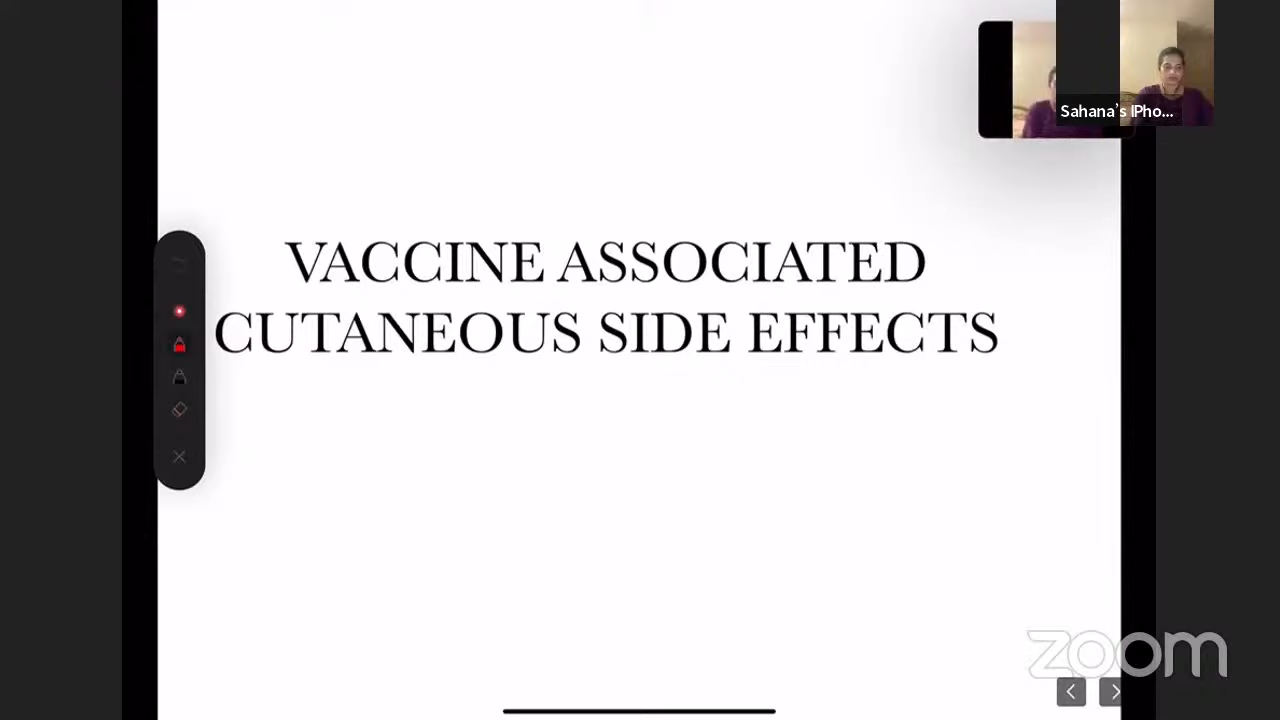 Sahana's IPho...
VACCINE ASSOCIATED
CUTANEOUS SIDE EFFECTS
zoom